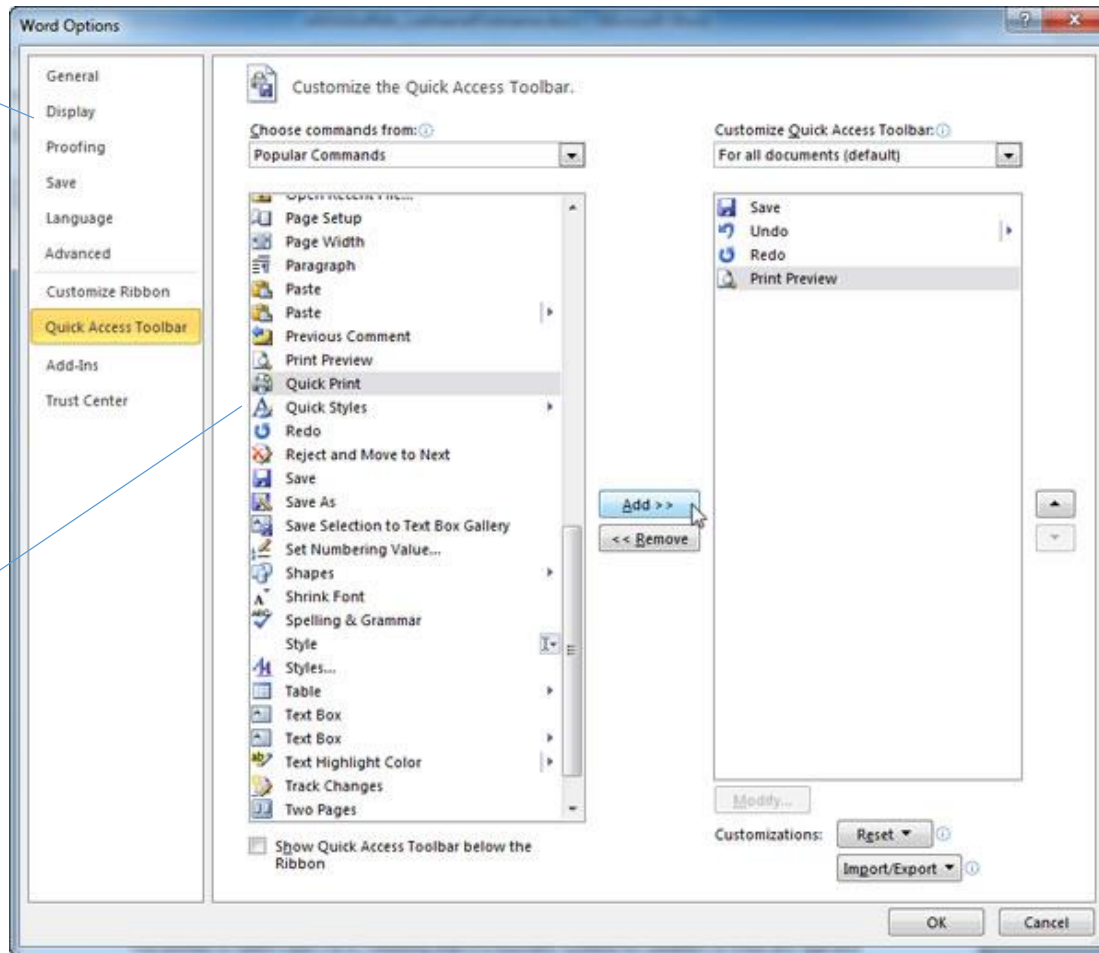 Word Options
General
Display
Proofing
Save
Language
Advanced
Customize Ribbon
Quick Access Toolbar
Add-Ins
Trust Center
Customize the Quick Access Toolbar.
Choose commands from:
Popular Commands
Page Setup
Page Width
Paragraph
Paste
Paste
Previous Comment
Print Preview
Quick Print
Quick Styles
Redo
Reject and Move to Next
Save
Save As
Save Selection to Text Box Gallery
Set Numbering Value...
Shapes
Shrink Font
Spelling & Grammar
Style
Styles...
Table
Text Box
Text Box
Text Highlight Color
Track Changes
Two Pages
Show Quick Access Toolbar below the
Ribbon
Add >>
<< Remove
Customize Quick Access Toolbar:
For all documents (default)
Save
Undo
Redo
Print Preview
Modify...
Customizations:
Reset
Import/Export
OK
Cancel